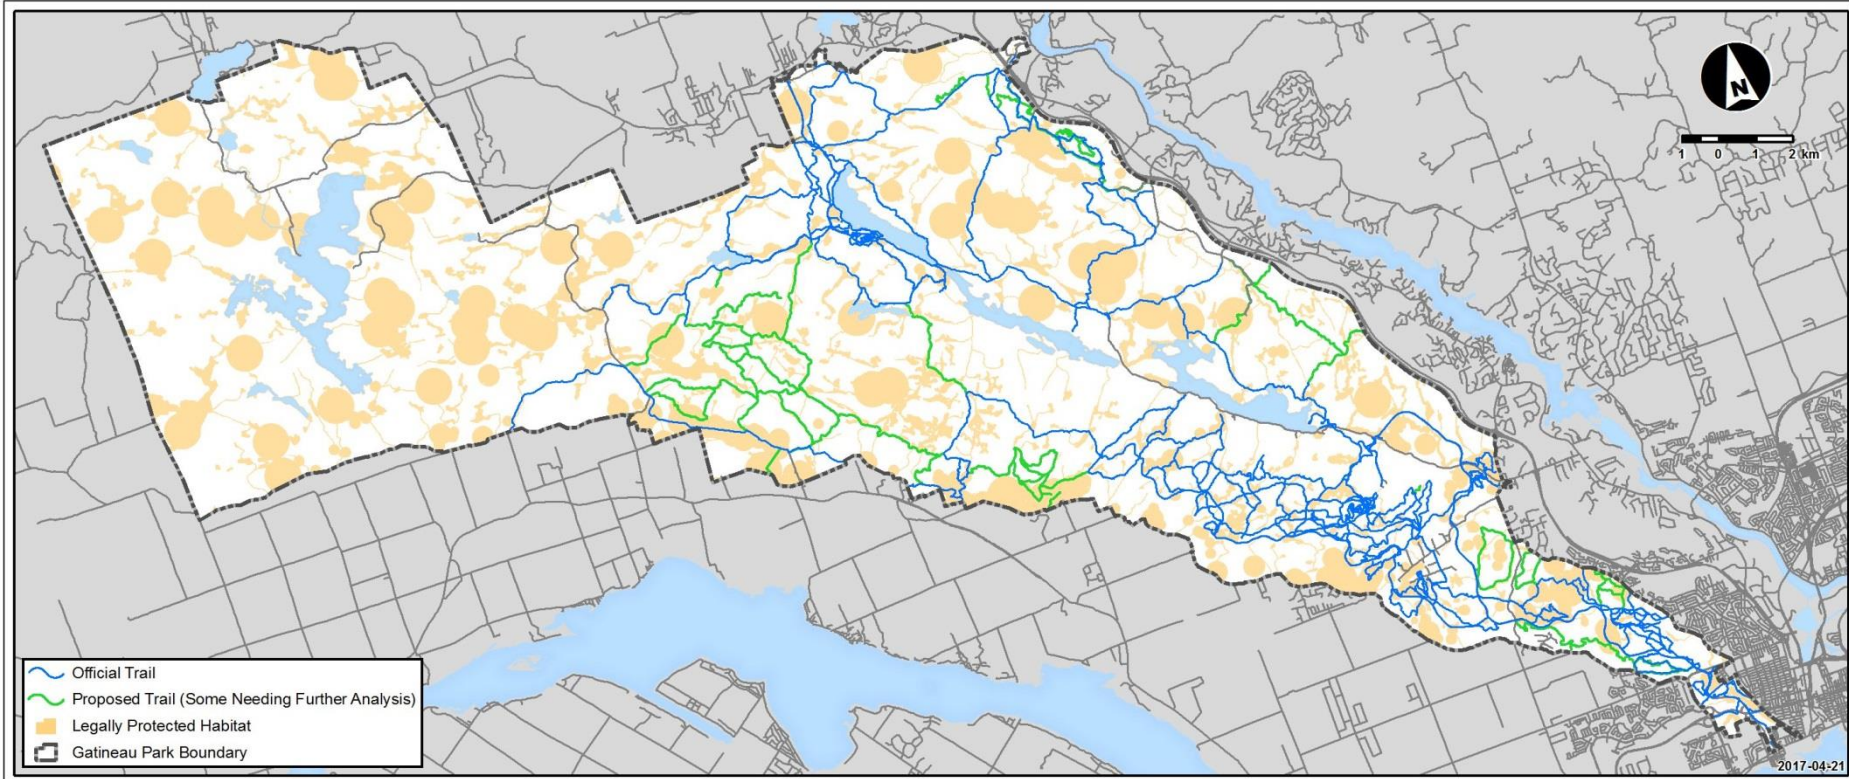 N
1 0 1 2 km
Official Trail
Proposed Trail (Some Needing Further Analysis)
Legally Protected Habitat
Gatineau Park Boundary
2017-04-21